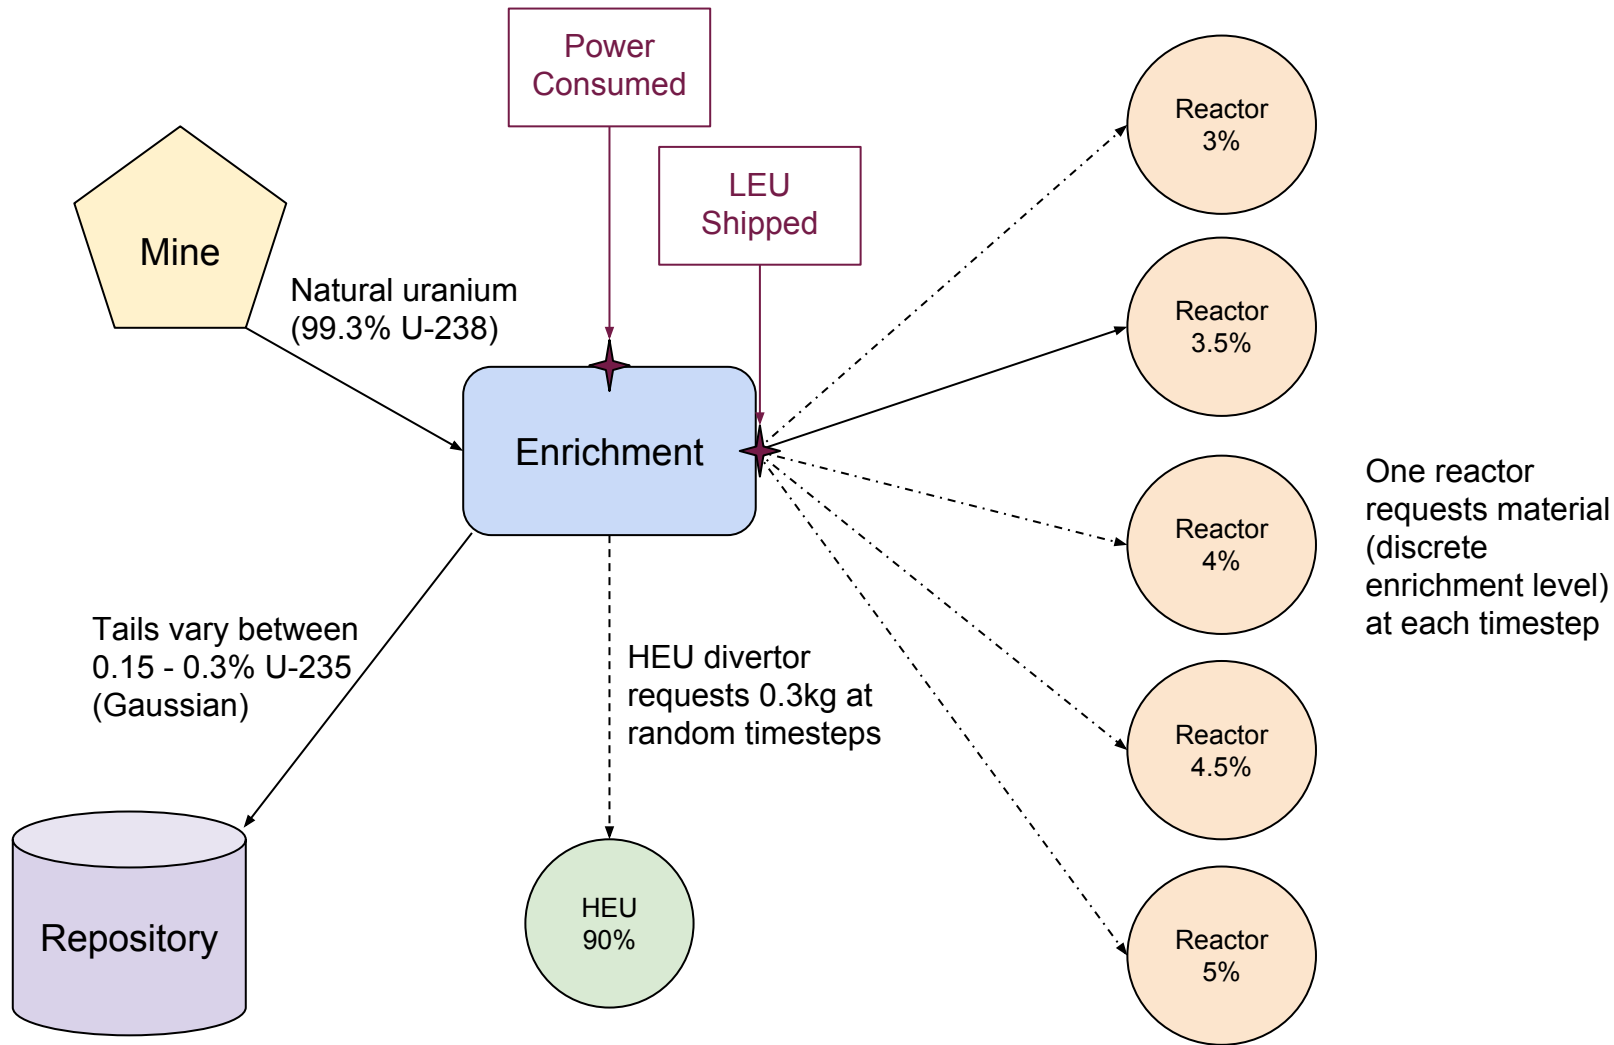 Power
Consumed
LEU
Shipped
Mine
Natural uranium
(99.3% U-238)
Enrichment
Reactor
3%
Reactor
3.5%
Reactor
4%
Reactor
4.5%
Reactor
5%
One reactor
requests material
(discrete
enrichment level)
at each timestep
Tails vary between
0.15 - 0.3% U-235
(Gaussian)
HEU divertor
requests 0.3kg at
random timesteps
Repository
HEU
90%